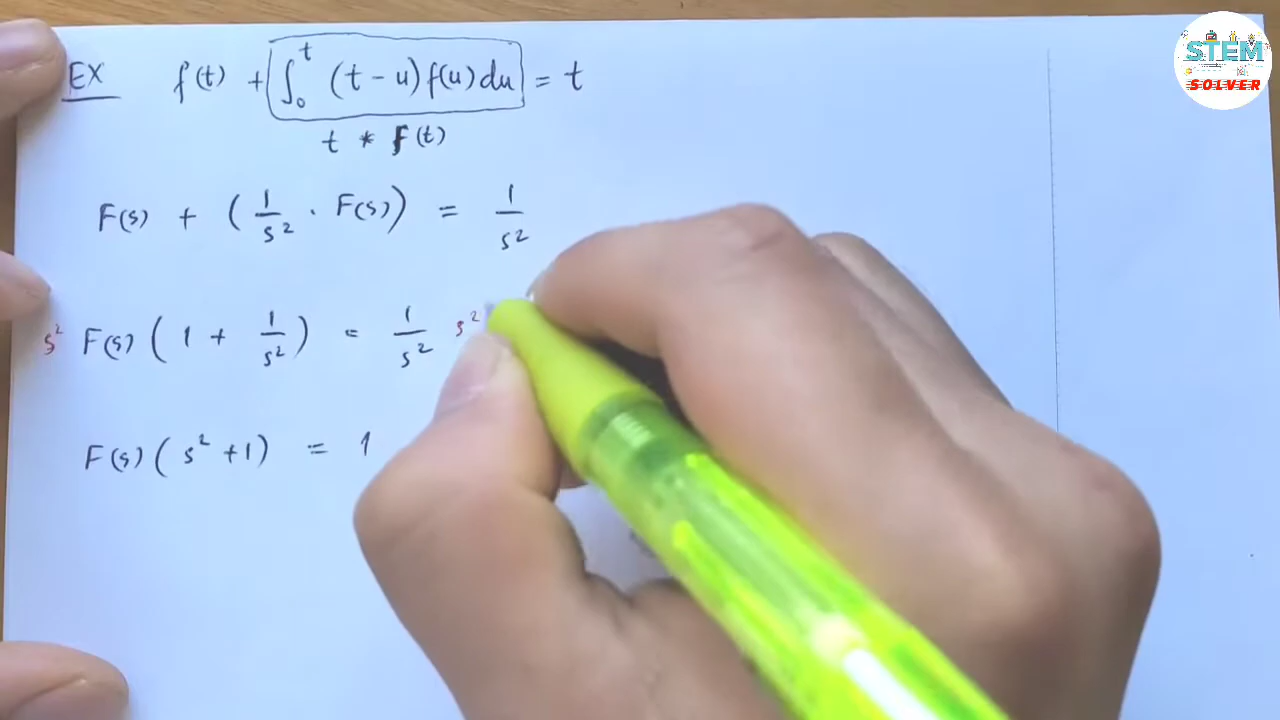 EX f(t) + ∫₀ᵗ (t - u) f(u) du = t
t * f(t)
F(s) + (1/s² · F(s)) = 1/s²
s² F(s) (1 + 1/s²) = 1/s² s²
F(s) (s² + 1) = 1
STEM
SOLVER